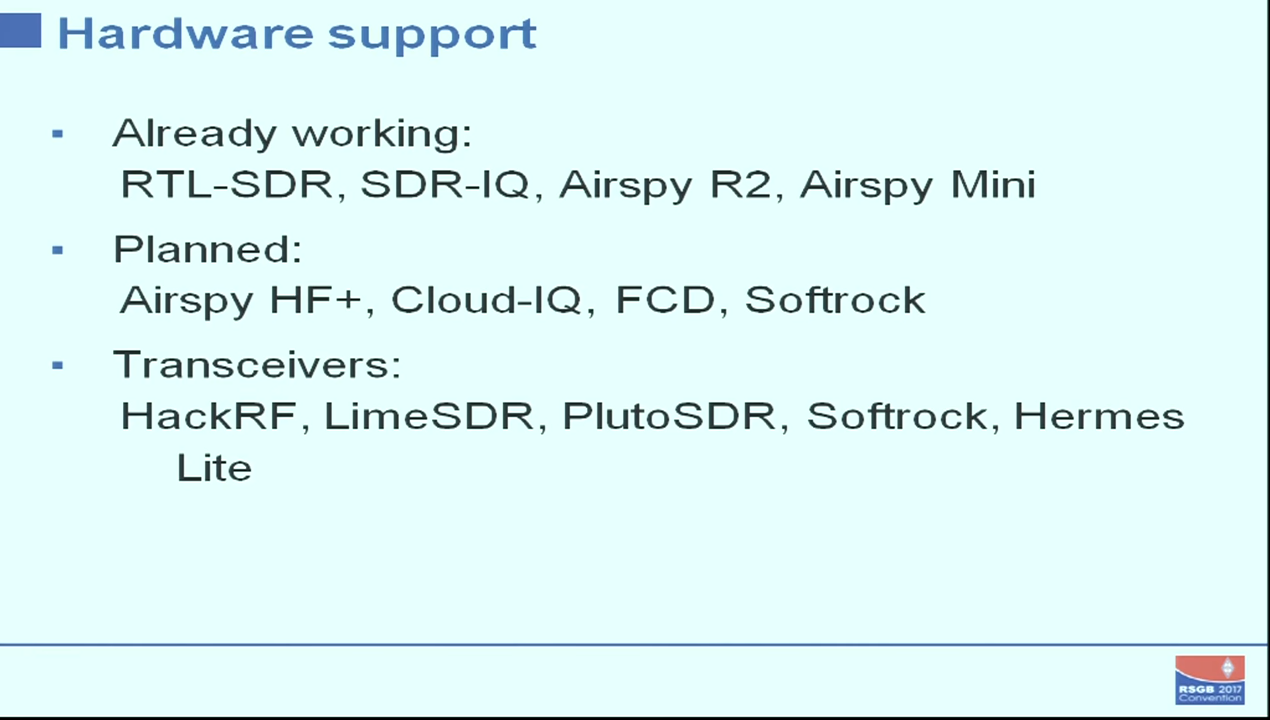 Hardware support
▪ Already working:
RTL-SDR, SDR-IQ, Airspy R2, Airspy Mini
▪ Planned:
Airspy HF+, Cloud-IQ, FCD, Softrock
▪ Transceivers:
HackRF, LimeSDR, PlutoSDR, Softrock, Hermes
Lite
RSGB 2017
Convention